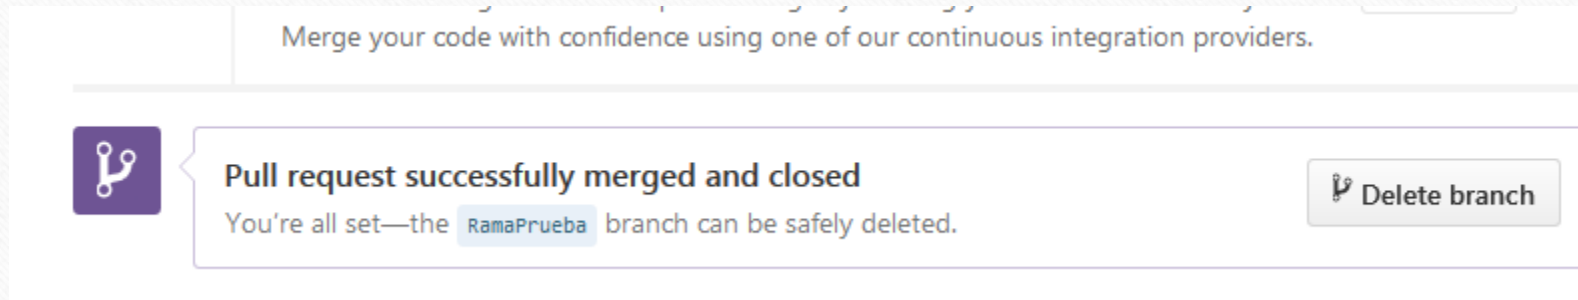 Merge your code with confidence using one of our continuous integration providers.
Pull request successfully merged and closed
You're all set—the RamaPrueba branch can be safely deleted.
Delete branch